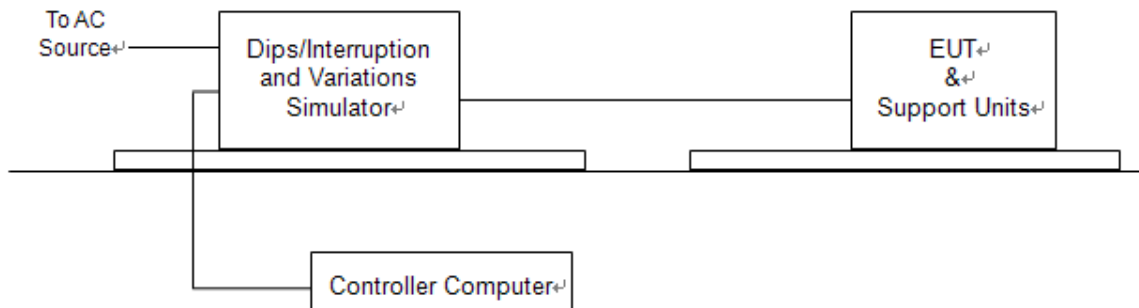 To AC
Source↵
Dips/Interruption
and Variations
Simulator↵
EUT↵
&↵
Support Units↵
Controller Computer↵